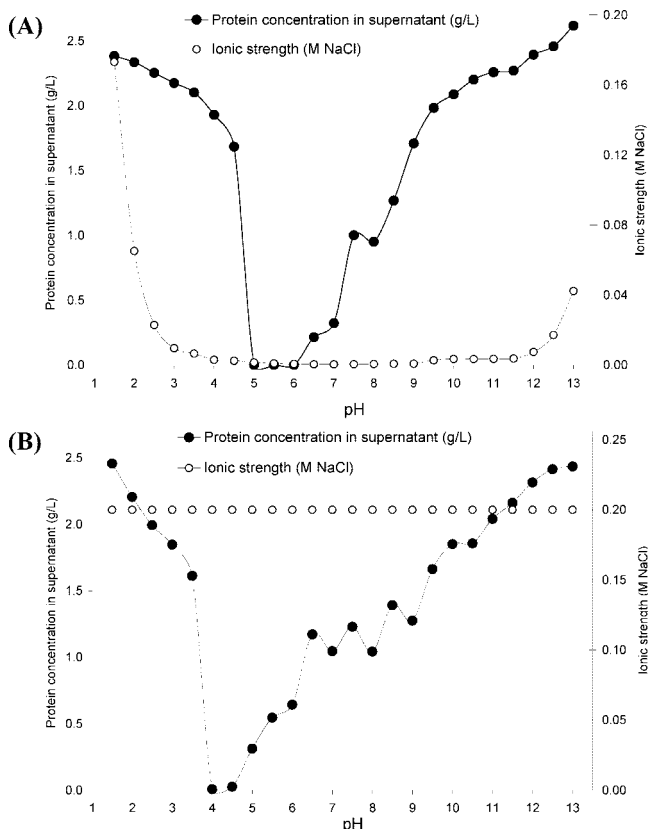 (A)
Protein concentration in supernatant (g/L)
Ionic strength (M NaCl)
Protein concentration in supernatant (g/L)
2.5
2.0
1.5
1.0
0.5
0.0
0.20
0.16
0.12
0.08
0.04
0.00
Ionic strength (M NaCl)
1 2 3 4 5 6 7 8 9 10 11 12 13
pH
(B)
Protein concentration in supernatant (g/L)
Ionic strength (M NaCl)
Protein concentration in supernatant (g/L)
2.5
2.0
1.5
1.0
0.5
0.0
0.25
0.20
0.15
0.10
0.05
0.00
Ionic strength (M NaCl)
1 2 3 4 5 6 7 8 9 10 11 12 13
pH